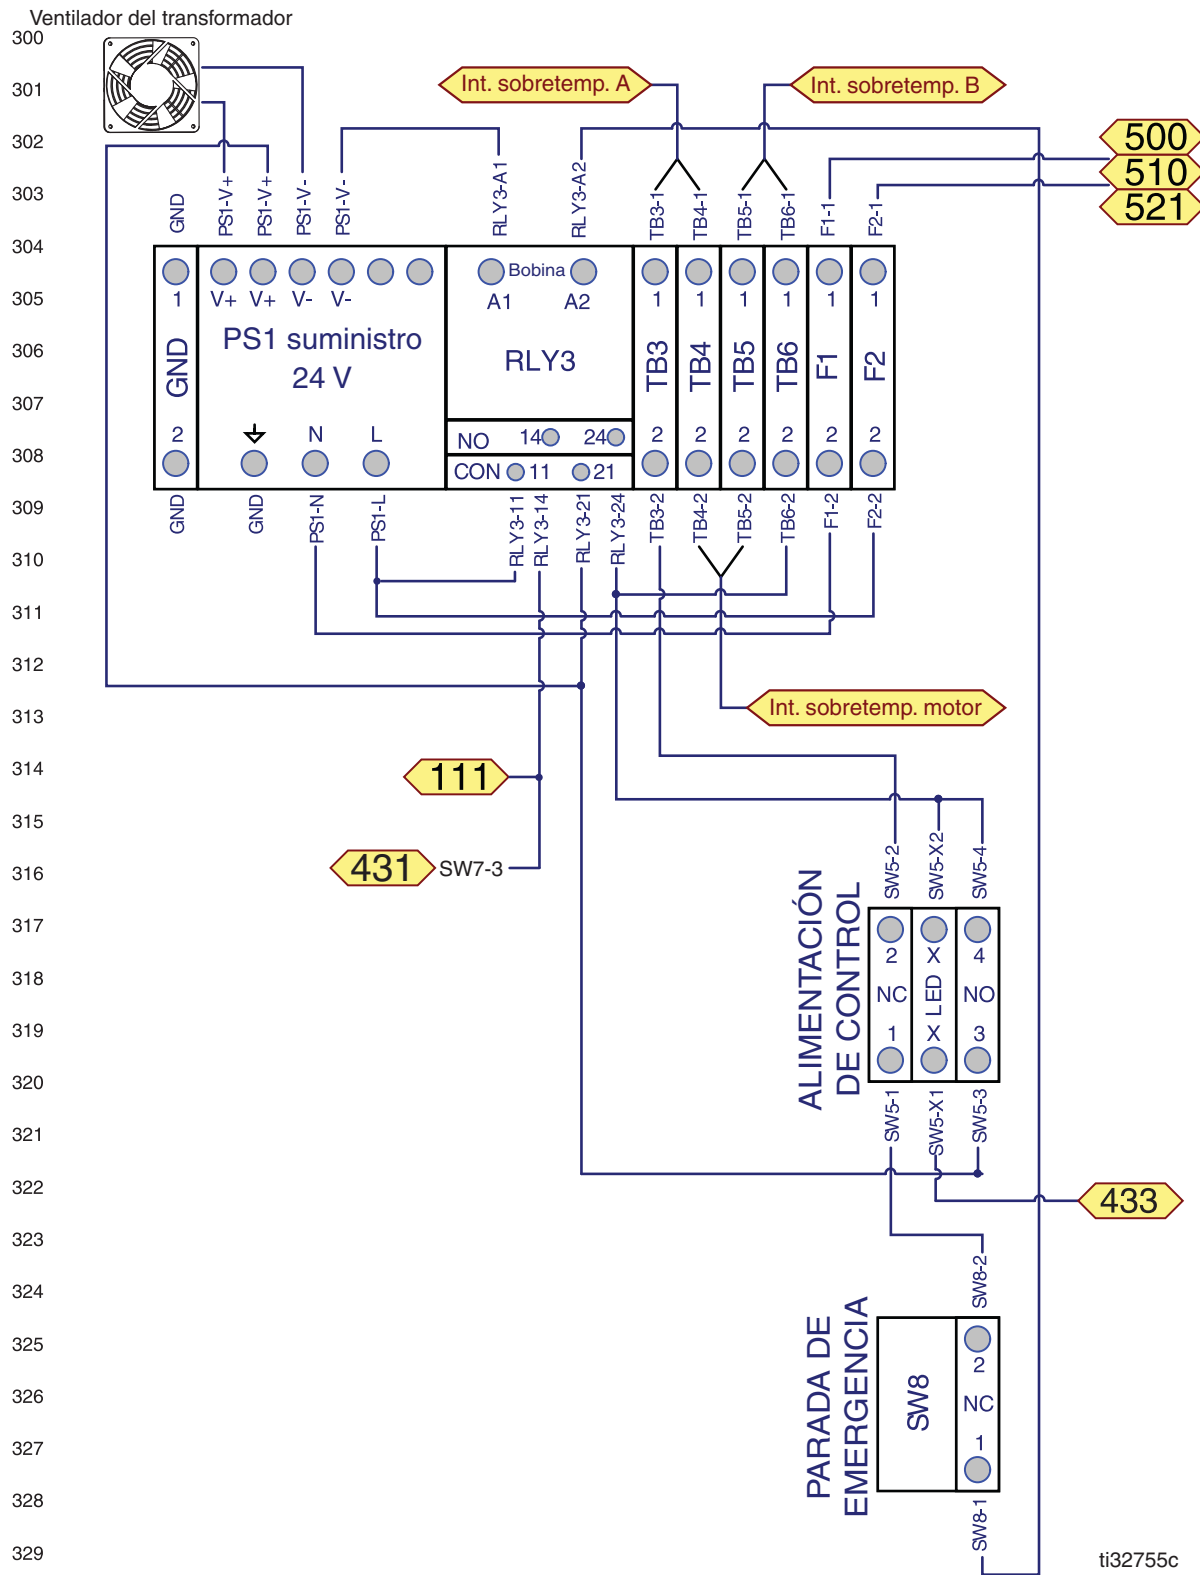 Ventilador del transformador
300
301
302
303
304
305
306
307
308
309
310
311
312
313
314
315
316
317
318
319
320
321
322
323
324
325
326
327
328
329
Int. sobretemp. A
Int. sobretemp. B
500
510
521
GND
PS1-V+
PS1-V+
PS1-V-
PS1-V-
RLY3-A1
RLY3-A2
TB3-1
TB4-1
TB5-1
TB6-1
F1-1
F2-1
1
GND
2
V+
V+
V-
V-
PS1 suministro
24 V
N
L
Bobina
A1
A2
RLY3
NO
14
24
CON
11
21
1
TB3
2
1
TB4
2
1
TB5
2
1
TB6
2
1
F1
2
1
F2
2
GND
GND
PS1-N
PS1-L
RLY3-11
RLY3-14
RLY3-21
RLY3-24
TB3-2
TB4-2
TB5-2
TB6-2
F1-2
F2-2
Int. sobretemp. motor
111
431
SW7-3
SW5-2
SW5-X2
SW5-4
ALIMENTACIÓN
DE CONTROL
2
NC
1
X
LED
X
4
NO
3
SW5-1
SW5-X1
SW5-3
433
SW8-2
PARADA DE
EMERGENCIA
SW8
2
NC
1
SW8-1
ti32755c